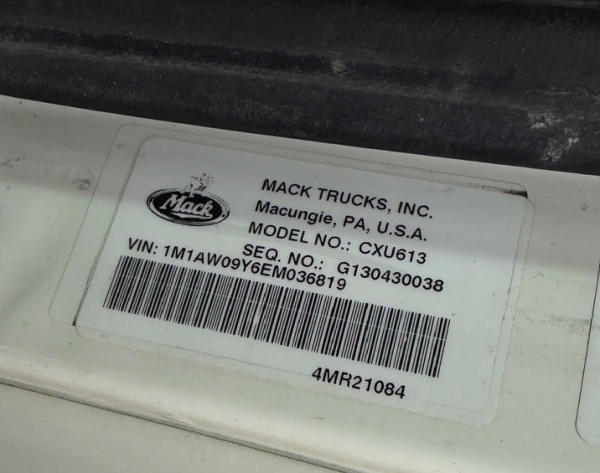 Mack
MACK TRUCKS, INC.
Macungie, PA, U.S.A.
MODEL NO.: CXU613
SEQ. NO.: G130430038
VIN: 1M1AW09Y6EM036819
4MR21084